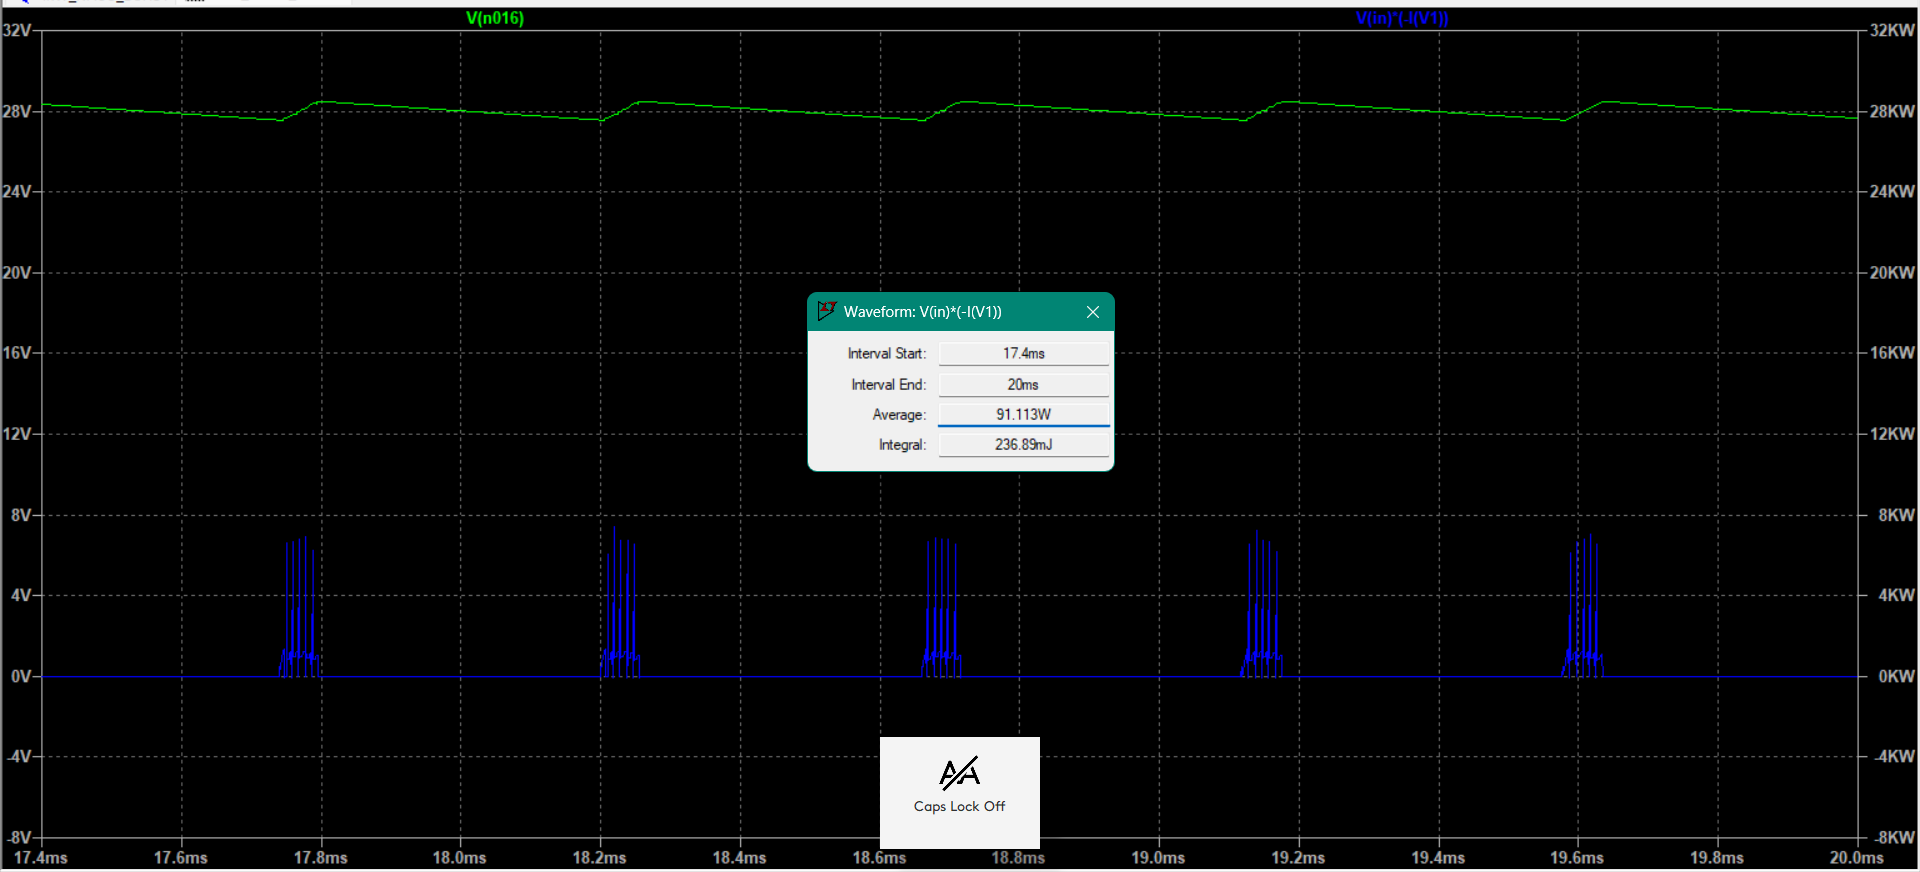 V(n016) V(in)*(-I(V1))
32V 32KW
28V 28KW
24V 24KW
20V 20KW
Waveform: V(in)*(-I(V1))
Interval Start: 17.4ms
16V 16KW
Interval End: 20ms
Average: 91.113W
12V 12KW
Integral: 236.89mJ
8V 8KW
4V 4KW
0V 0KW
-4V -4KW
Caps Lock Off
-8V -8KW
17.4ms 17.6ms 17.8ms 18.0ms 18.2ms 18.4ms 18.6ms 18.8ms 19.0ms 19.2ms 19.4ms 19.6ms 19.8ms 20.0ms